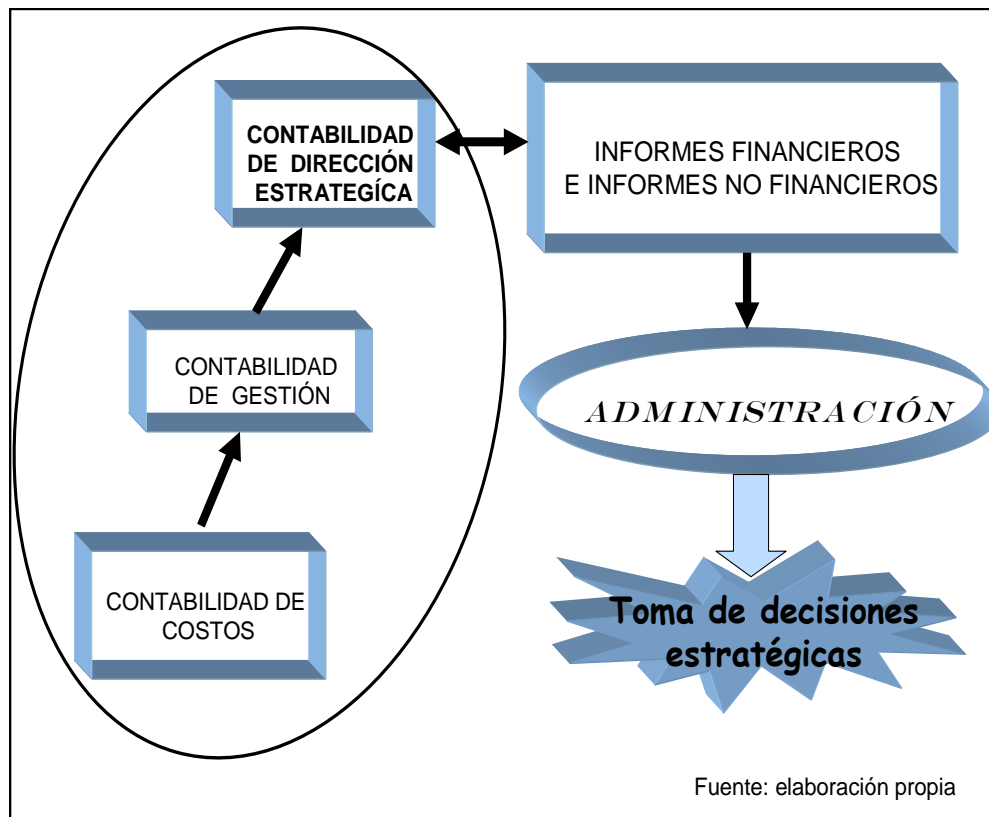 CONTABILIDAD
DE DIRECCIÓN
ESTRATEGÍCA
INFORMES FINANCIEROS
E INFORMES NO FINANCIEROS
CONTABILIDAD
DE GESTIÓN
ADMINISTRACIÓN
CONTABILIDAD DE
COSTOS
Toma de decisiones
estratégicas
Fuente: elaboración propia